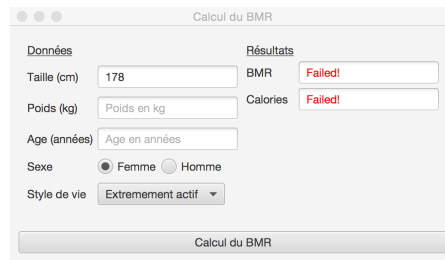 Calcul du BMR
Données
Résultats
Taille (cm) 178
BMR Failed!
Poids (kg) Poids en kg
Calories Failed!
Age (années) Age en années
Sexe Femme Homme
Style de vie Extremement actif
Calcul du BMR